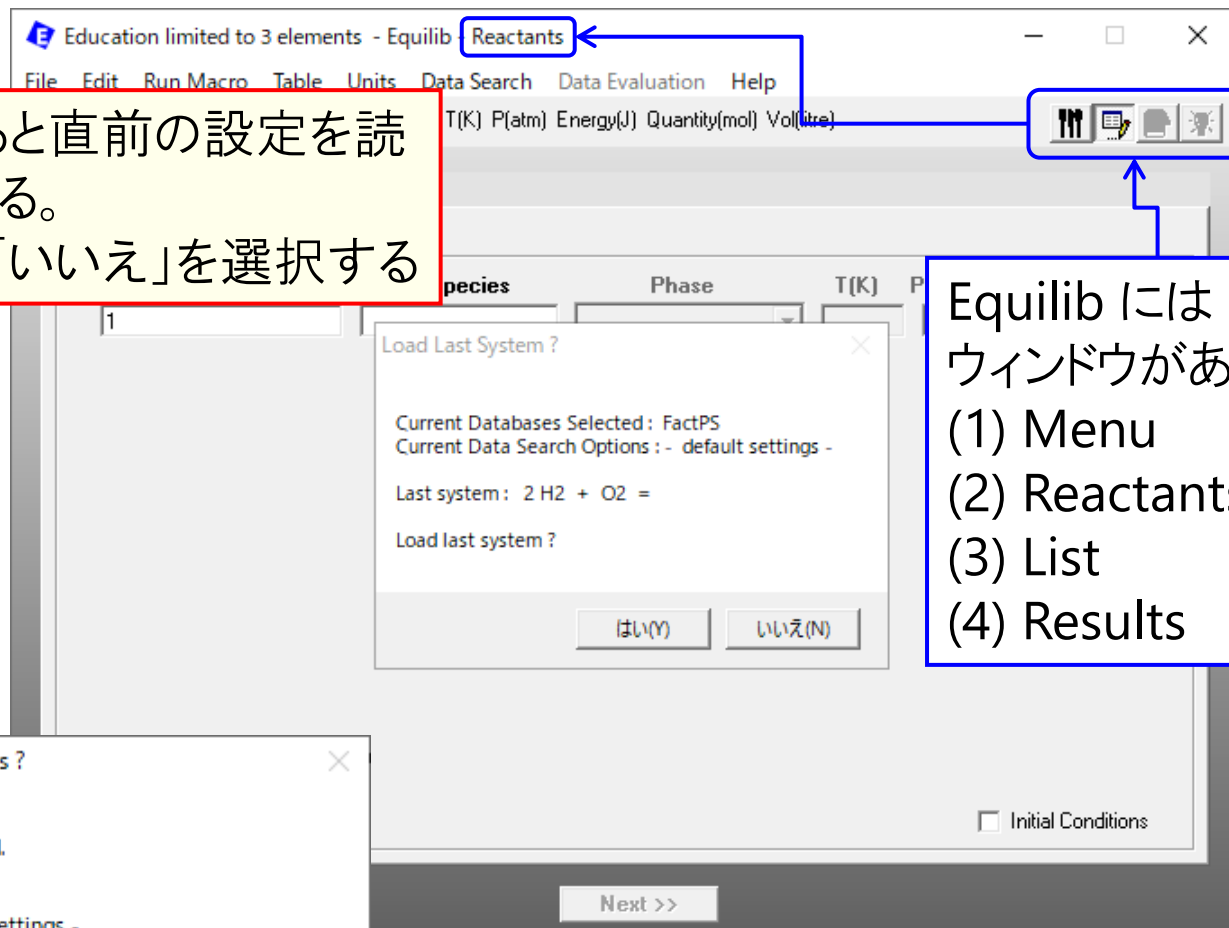 Education limited to 3 elements - Equilib - Reactants
File Edit Run Macro Table Units Data Search Data Evaluation Help
T(K) P(atm) Energy(J) Quantity(mol) Vol(litre)
ると直前の設定を読
る。
「いいえ」を選択する
pecies Phase T(K) P
1
Load Last System ?
Current Databases Selected : FactPS
Current Data Search Options : - default settings -
Last system : 2 H2 + O2 =
Load last system ?
はい(Y) いいえ(N)
Equilib には
ウィンドウがあ
(1) Menu
(2) Reactants
(3) List
(4) Results
s ?
Initial Conditions
ettings -
Next >>